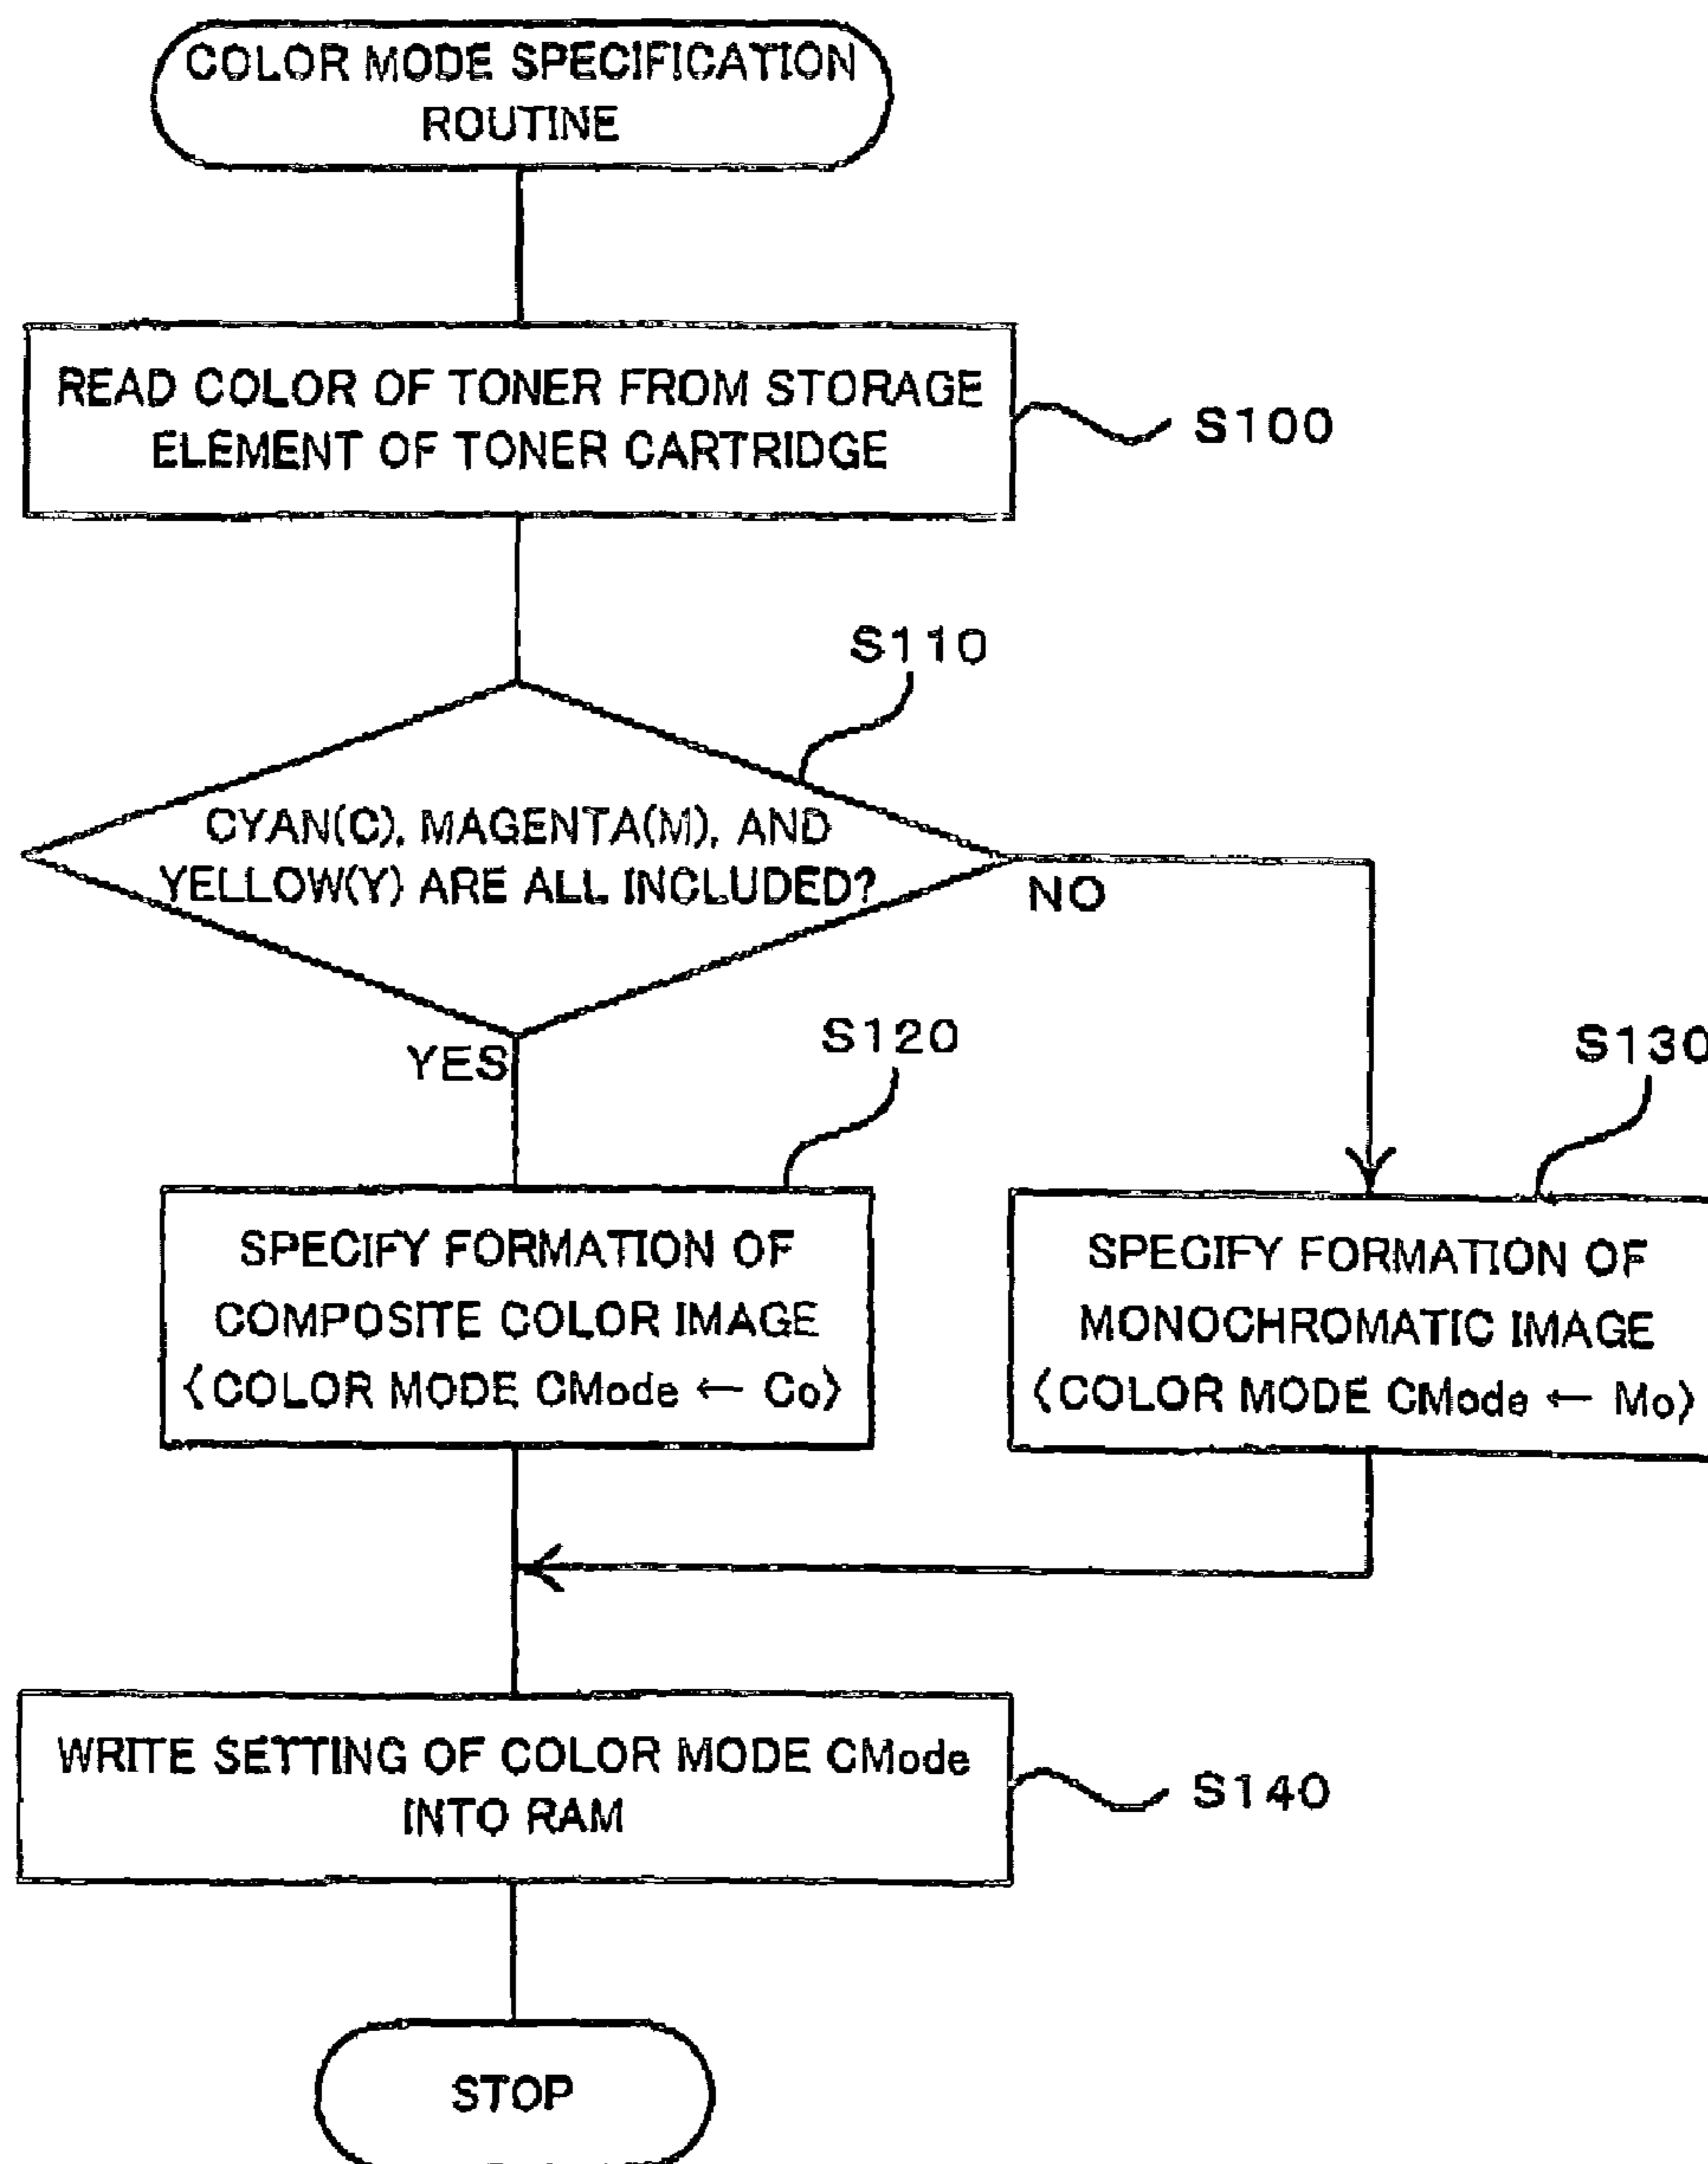 COLOR MODE SPECIFICATION
ROUTINE
READ COLOR OF TONER FROM STORAGE
ELEMENT OF TONER CARTRIDGE
S100
S110
CYAN(C), MAGENTA(M), AND
YELLOW(Y) ARE ALL INCLUDED?
NO
YES
S120
S130
SPECIFY FORMATION OF
COMPOSITE COLOR IMAGE
〈COLOR MODE CMode ← Co〉
SPECIFY FORMATION OF
MONOCHROMATIC IMAGE
〈COLOR MODE CMode ← Mo〉
WRITE SETTING OF COLOR MODE CMode
INTO RAM
S140
STOP